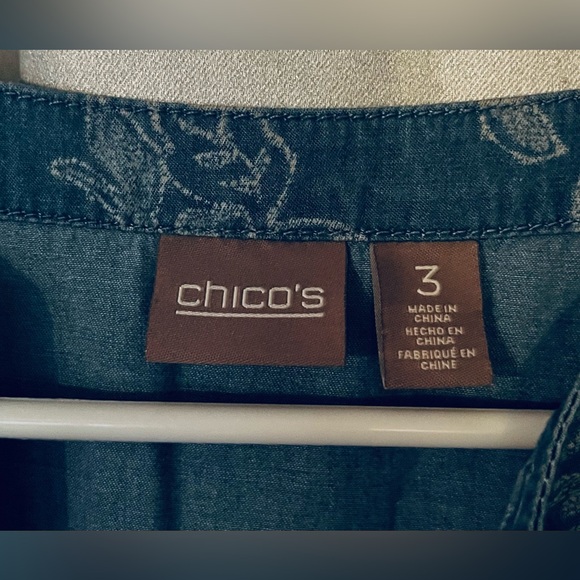 chico's
3
MADE IN
CHINA
HECHO EN
CHINA
FABRIQUÉ EN
CHINE